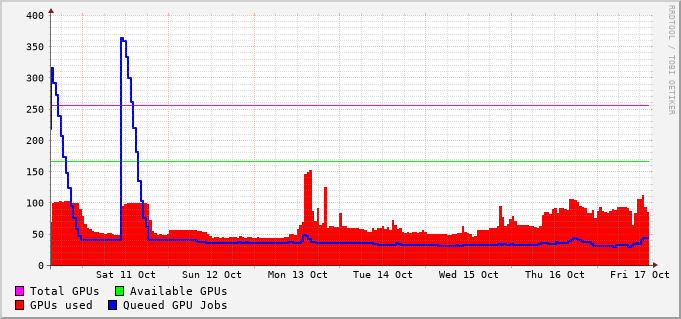 400
350
300
250
200
150
100
50
0
Sat 11 Oct Sun 12 Oct Mon 13 Oct Tue 14 Oct Wed 15 Oct Thu 16 Oct Fri 17 Oct
Total GPUs Available GPUs
GPUs used Queued GPU Jobs
RRDTOOL / TOBI OETIKER